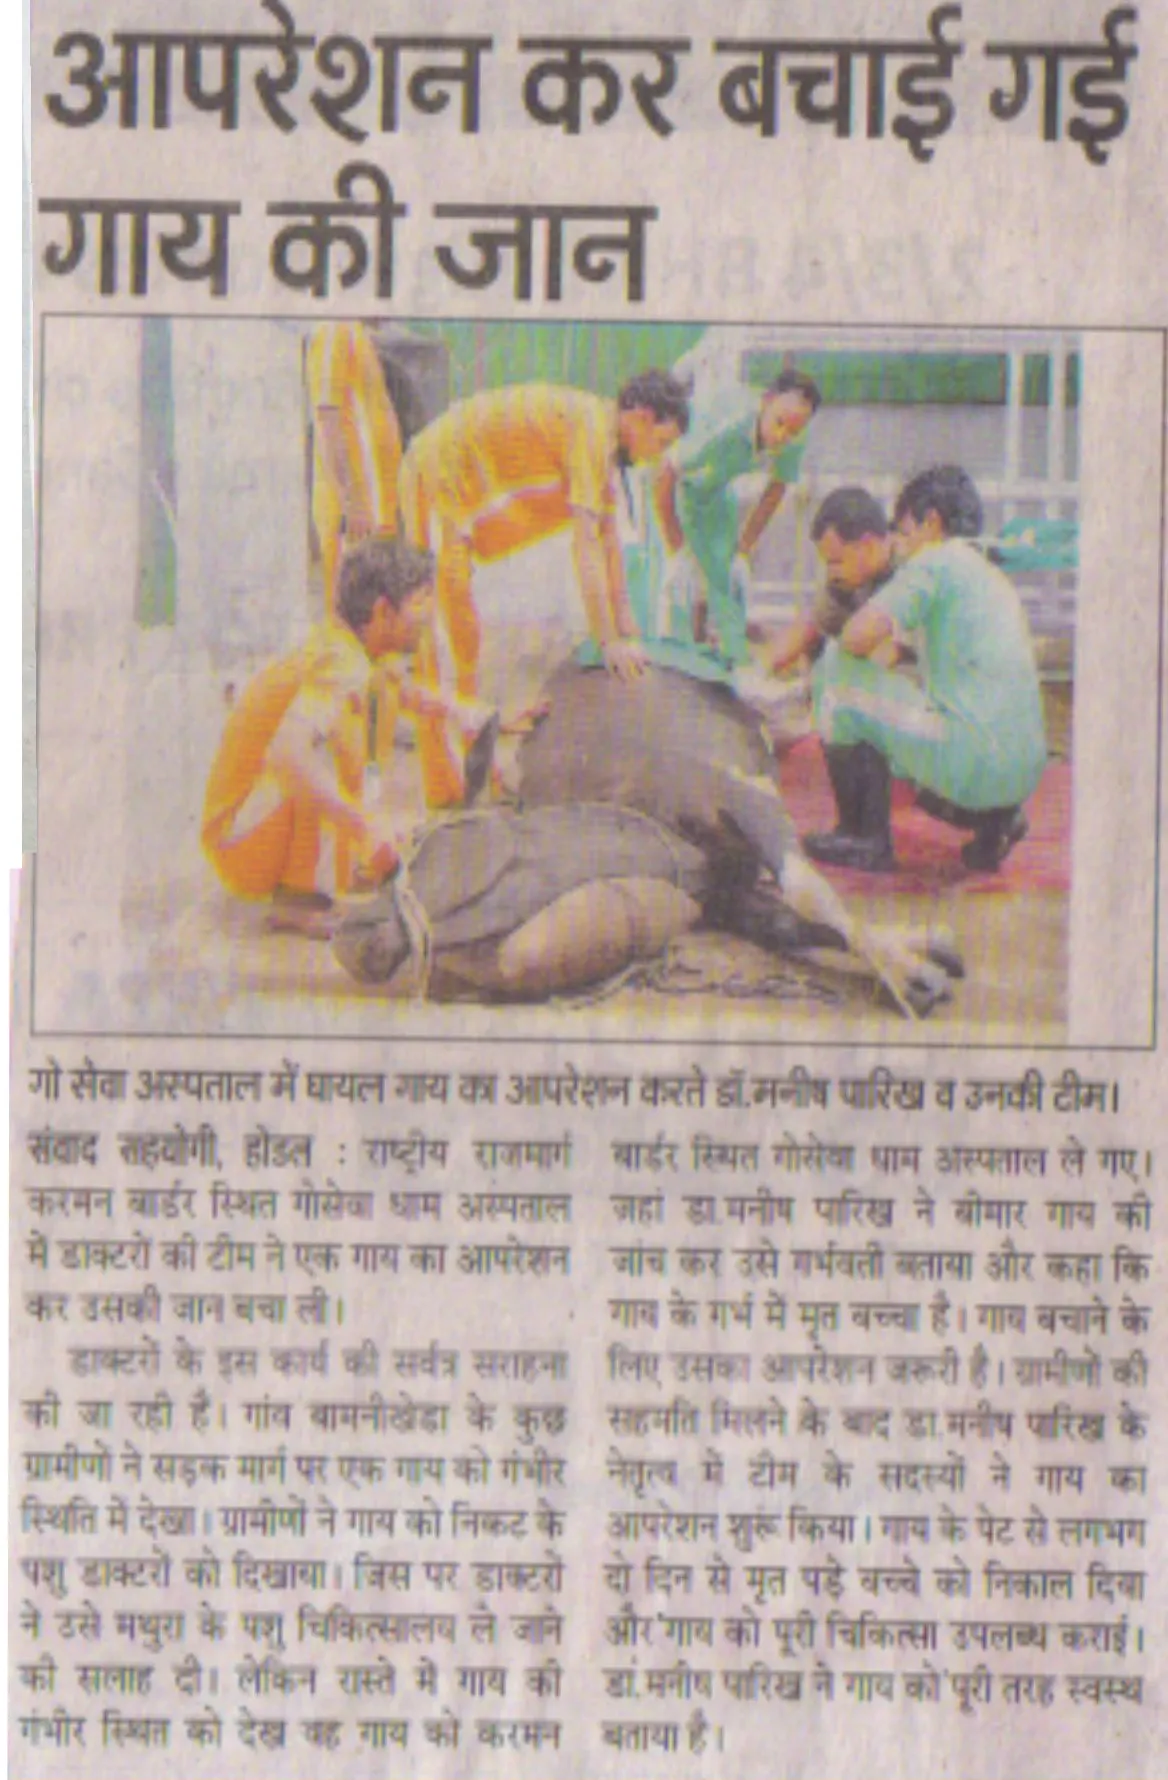 आपरेशन कर बचाई गई
गाय की जान
गो सेवा अस्पताल में घायल गाय का आपरेशन करते डॉ.मनीष पारिख व उनकी टीम।
संवाद सहयोगी, होडल : राष्ट्रीय राजमार्ग
करमन बार्डर स्थित गोसेवा धाम अस्पताल
में डाक्टरों की टीम ने एक गाय का आपरेशन
कर उसकी जान बचा ली।
डाक्टरों के इस कार्य की सर्वत्र सराहना
की जा रही है। गांव बामनीखेडा के कुछ
ग्रामीणों ने सड़क मार्ग पर एक गाय को गंभीर
स्थिति में देखा। ग्रामीणों ने गाय को निकट के
पशु डाक्टरों को दिखाया। जिस पर डाक्टरों
ने उसे मथुरा के पशु चिकित्सालय ले जाने
की सलाह दी। लेकिन रास्ते में गाय की
गंभीर स्थित को देख वह गाय को करमन
बार्डर स्थित गोसेवा धाम अस्पताल ले गए।
जहां डा.मनीष पारिख ने बीमार गाय की
जांच कर उसे गर्भवती बताया और कहा कि
गाय के गर्भ में मृत बच्चा है। गाय बचाने के
लिए उसका आपरेशन जरूरी है। ग्रामीणों की
सहमति मिलने के बाद डा.मनीष पारिख के
नेतृत्व में टीम के सदस्यों ने गाय का
आपरेशन शुरू किया। गाय के पेट से लगभग
दो दिन से मृत पड़े बच्चे को निकाल दिया
और गाय को पूरी चिकित्सा उपलब्ध कराई।
डा.मनीष पारिख ने गाय को पूरी तरह स्वस्थ
बताया है।